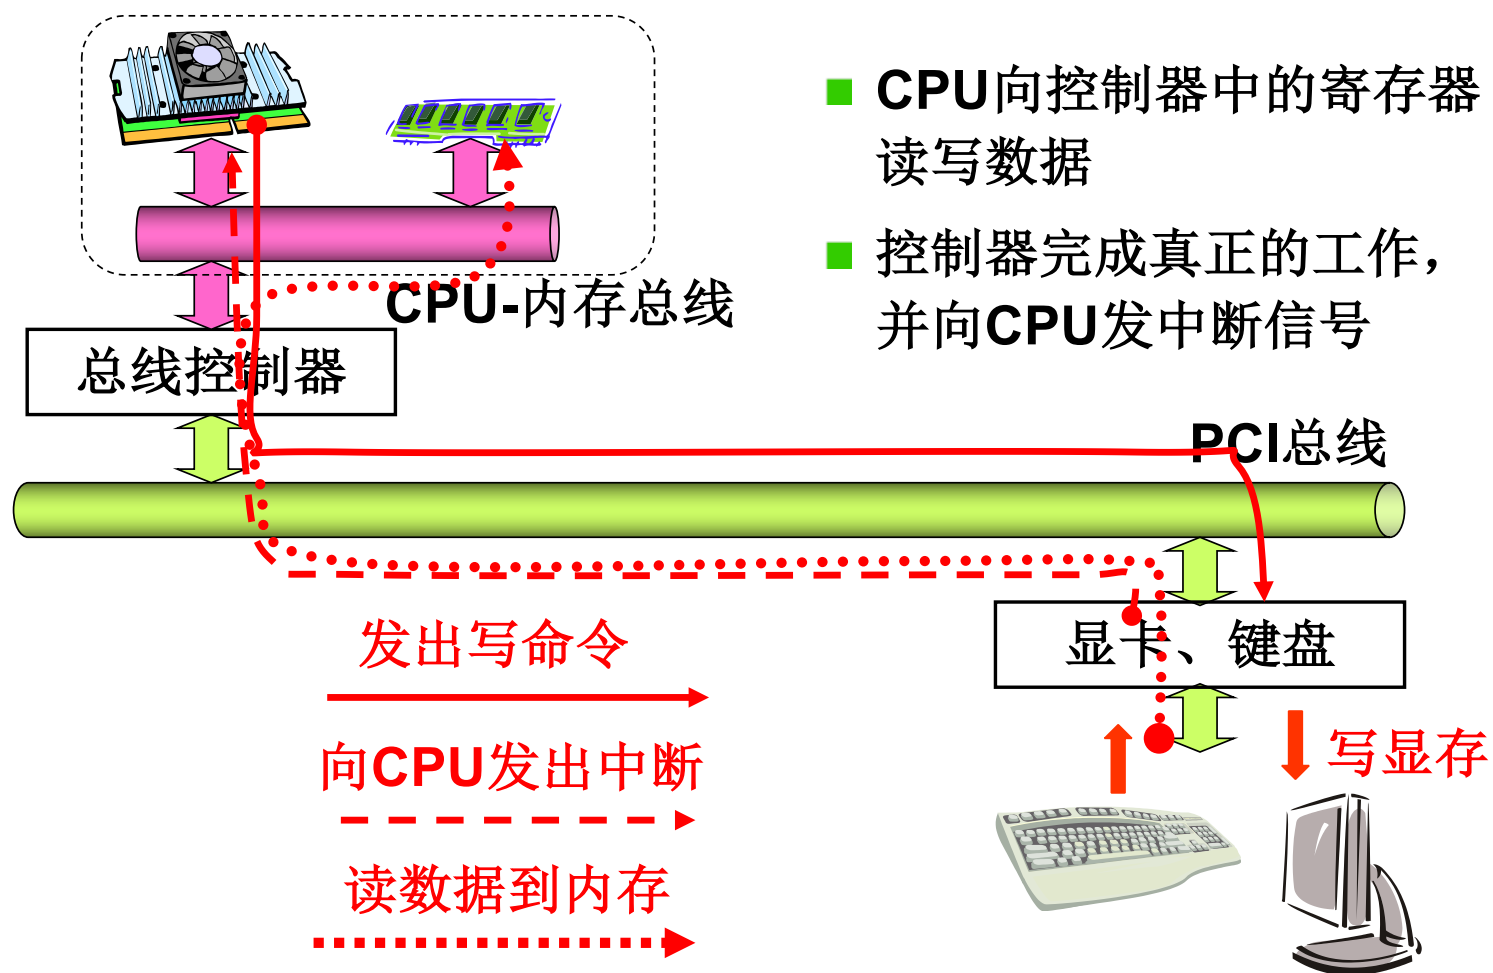 CPU向控制器中的寄存器
读写数据
控制器完成真正的工作，
并向CPU发中断信号
CPU-内存总线
总线控制器
PCI总线
显卡、键盘
发出写命令
向CPU发出中断
写显存
读数据到内存